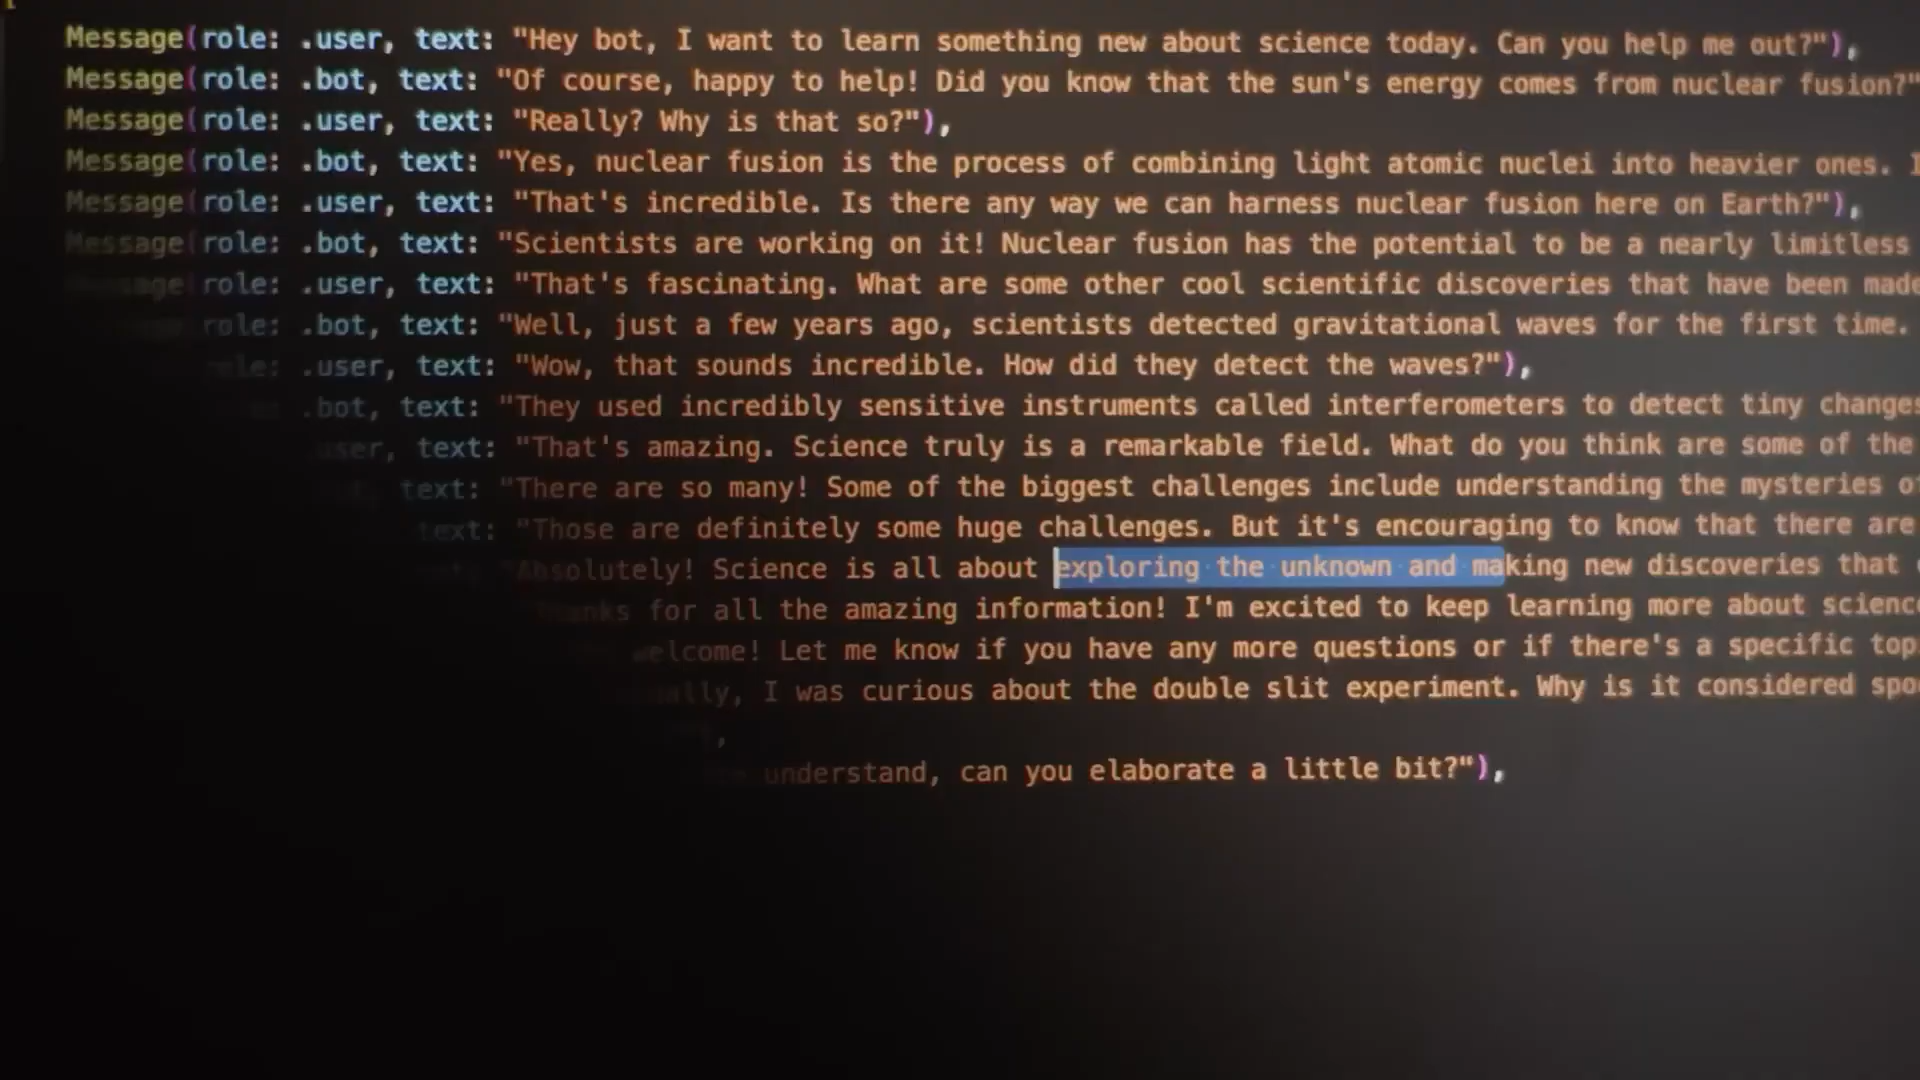 Message(role: .user, text: "Hey bot, I want to learn something new about science today. Can you help me out?"),
Message(role: .bot, text: "Of course, happy to help! Did you know that the sun's energy comes from nuclear fusion?"
Message(role: .user, text: "Really? Why is that so?"),
Message(role: .bot, text: "Yes, nuclear fusion is the process of combining light atomic nuclei into heavier ones.
Message(role: .user, text: "That's incredible. Is there any way we can harness nuclear fusion here on Earth?"),
Message(role: .bot, text: "Scientists are working on it! Nuclear fusion has the potential to be a nearly limitless
Message(role: .user, text: "That's fascinating. What are some other cool scientific discoveries that have been made
role: .bot, text: "Well, just a few years ago, scientists detected gravitational waves for the first time.
role: .user, text: "Wow, that sounds incredible. How did they detect the waves?"),
.bot, text: "They used incredibly sensitive instruments called interferometers to detect tiny changes
user, text: "That's amazing. Science truly is a remarkable field. What do you think are some of the
text: "There are so many! Some of the biggest challenges include understanding the mysteries of
text: "Those are definitely some huge challenges. But it's encouraging to know that there are
"Absolutely! Science is all about exploring the unknown and making new discoveries that
for all the amazing information! I'm excited to keep learning more about science
welcome! Let me know if you have any more questions or if there's a specific top
I was curious about the double slit experiment. Why is it considered spo
,
understand, can you elaborate a little bit?"),